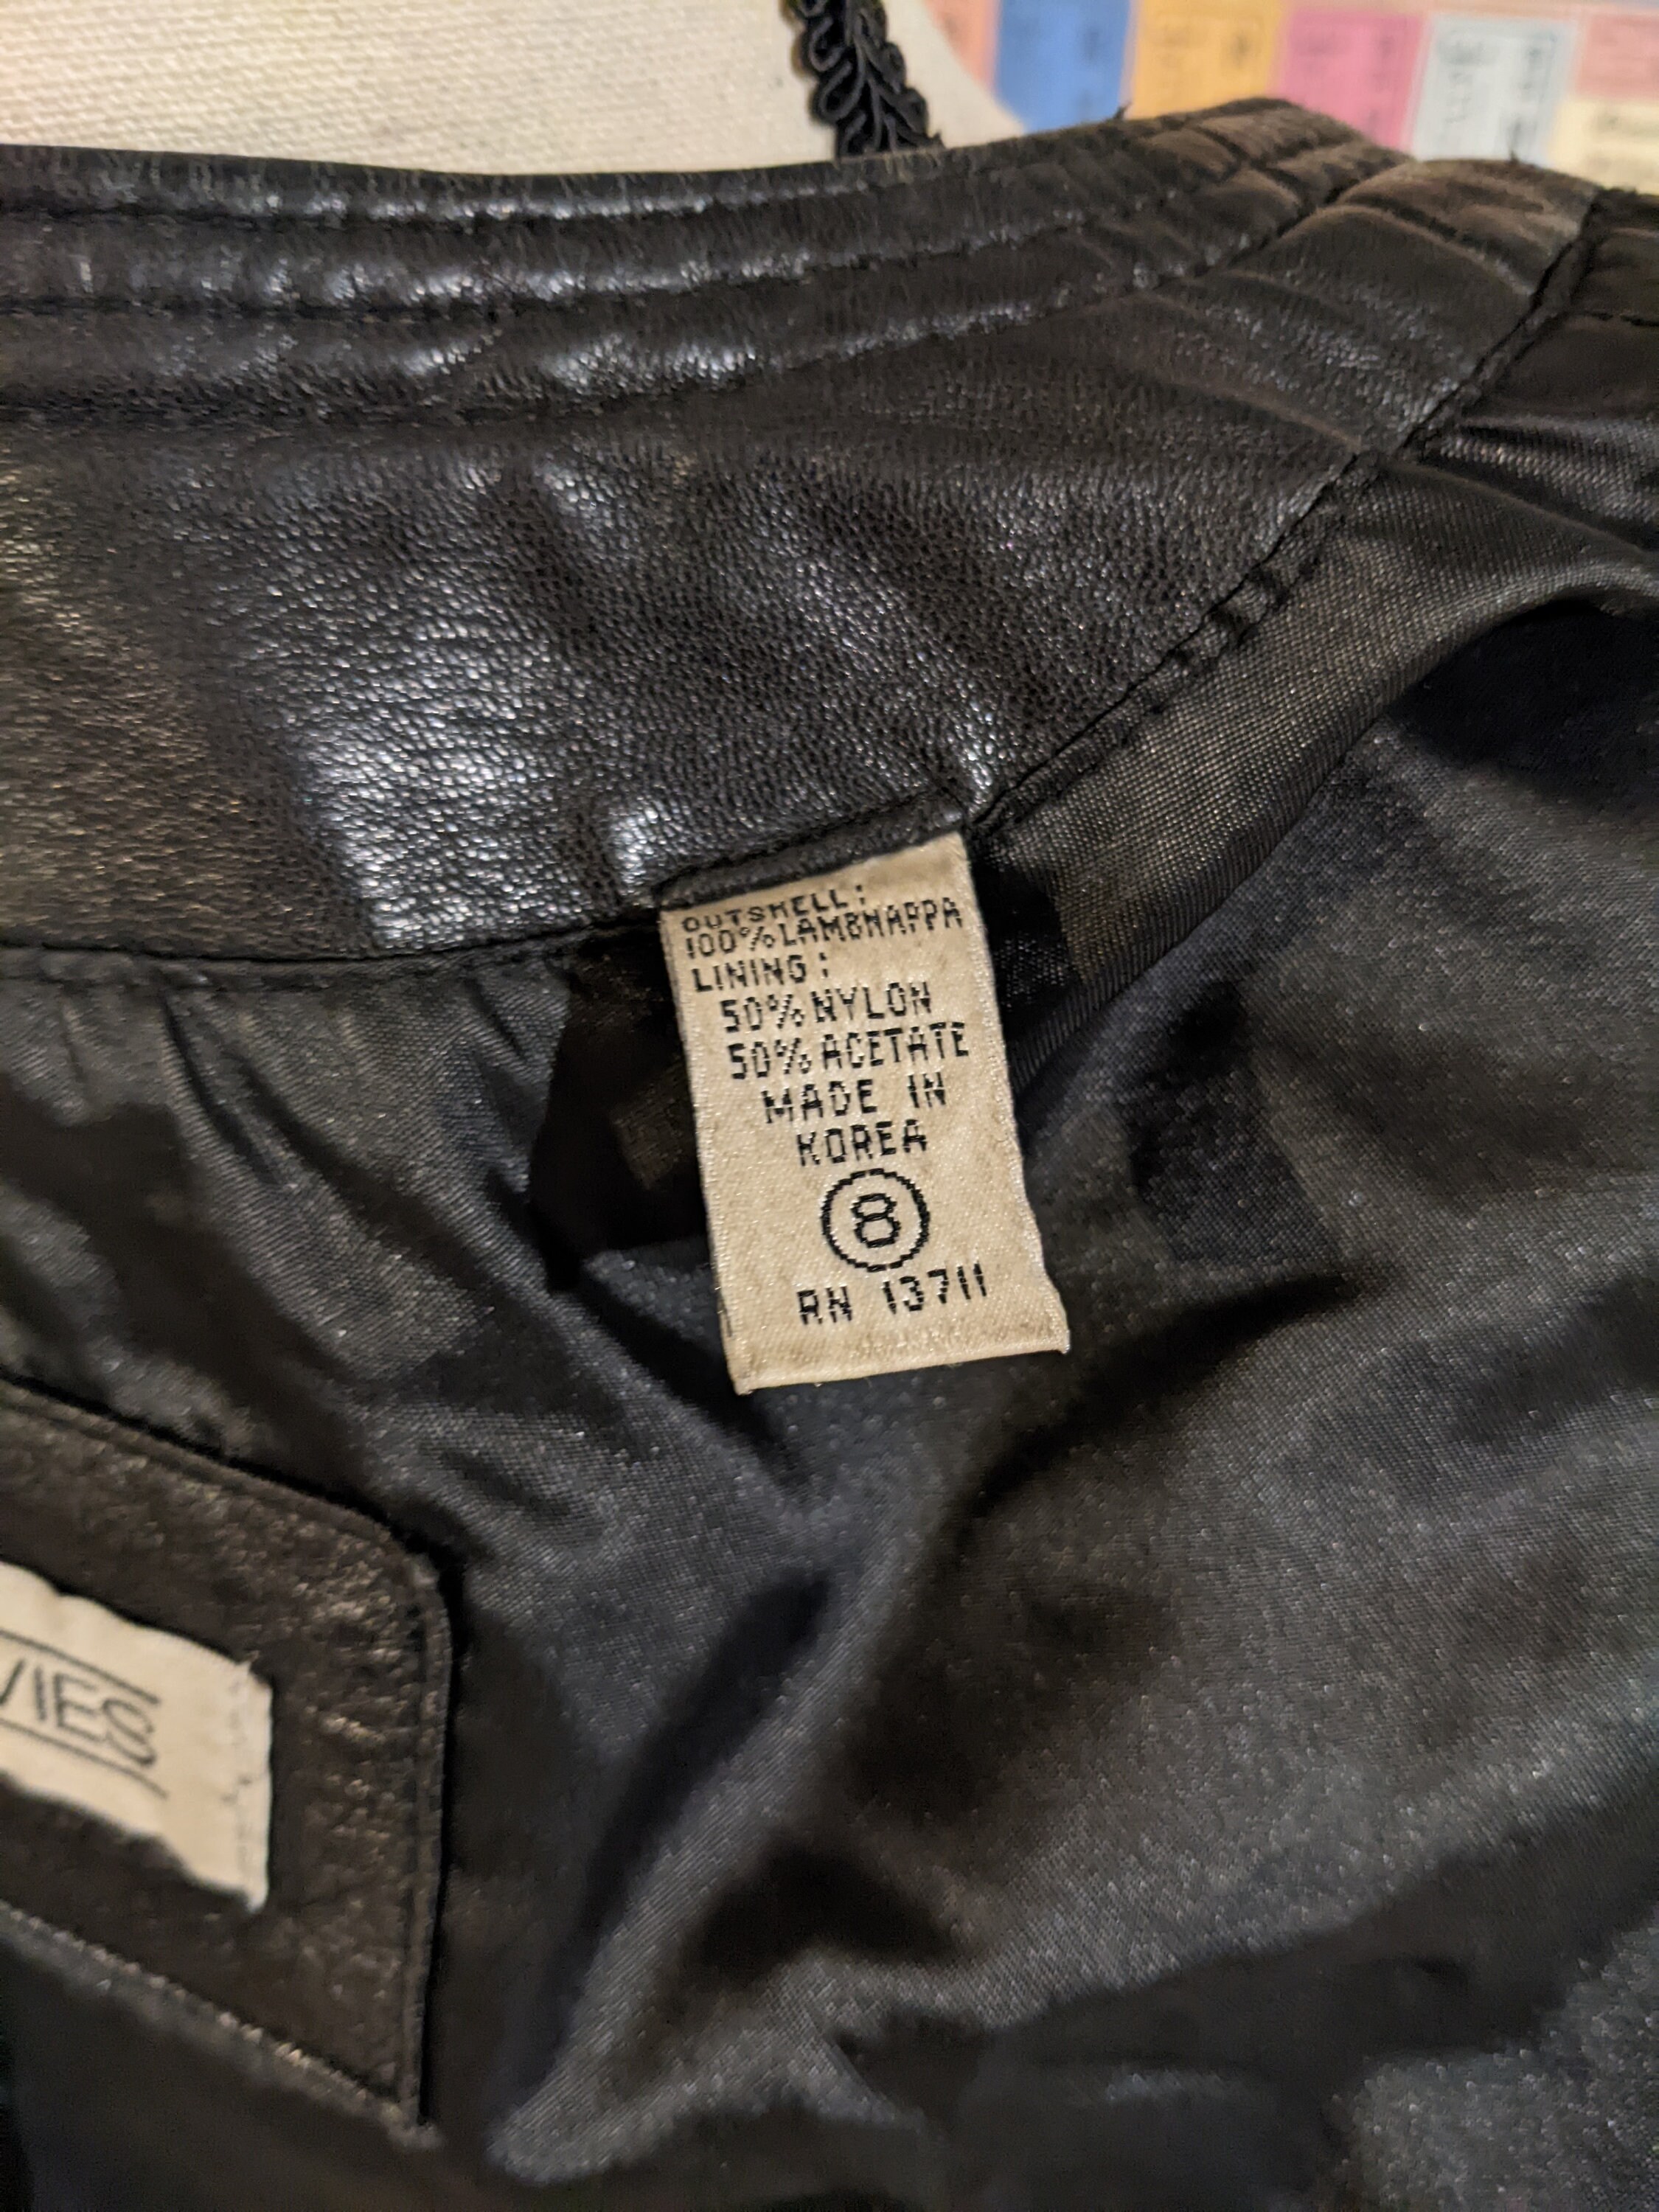 OUTSHELL:
100% LAMBNAPPA
LINING:
50% NYLON
50% ACETATE
MADE IN
KOREA
8
RN 13711
VIES